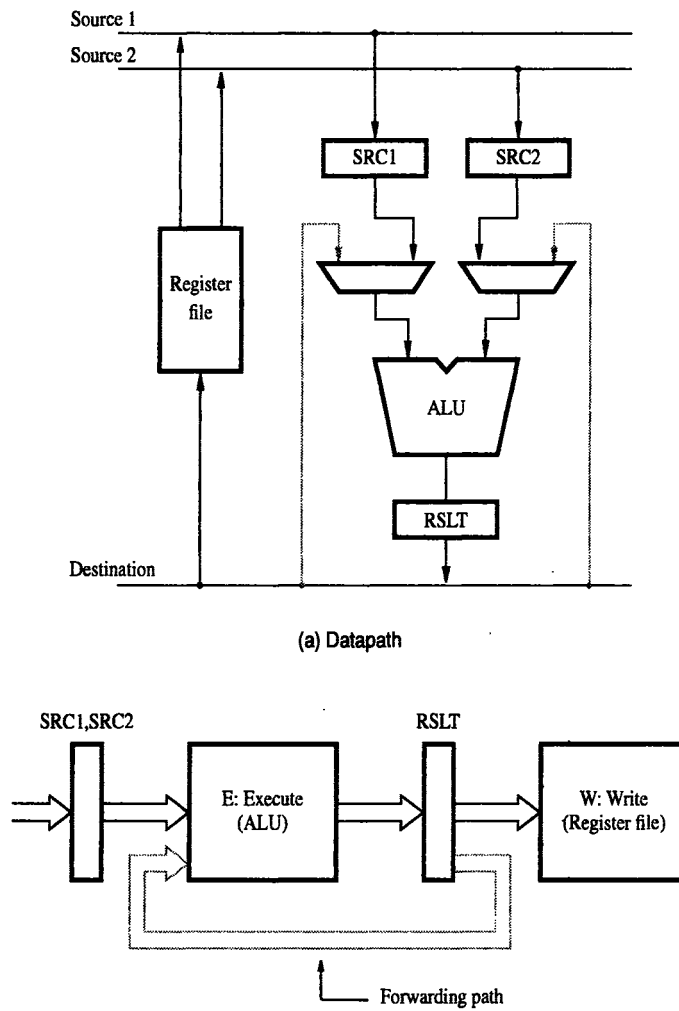 Source 1
Source 2
SRC1
SRC2
Register
file
ALU
RSLT
Destination
(a) Datapath
SRC1,SRC2
RSLT
E: Execute
(ALU)
W: Write
(Register file)
Forwarding path